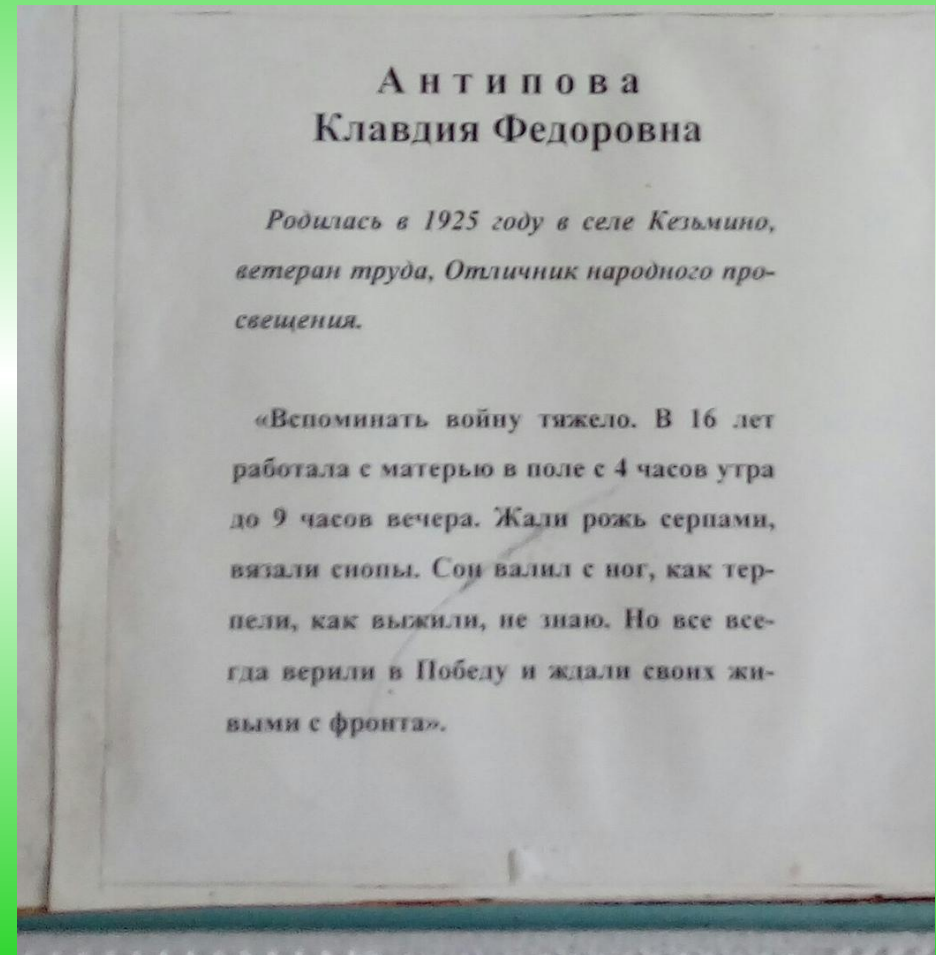 Антипова
Клавдия Федоровна
Родилась в 1925 году в селе Кезьмино,
ветеран труда, Отличник народного про-
свещения.
«Вспоминать войну тяжело. В 16 лет
работала с матерью в поле с 4 часов утра
до 9 часов вечера. Жали рожь серпами,
вязали снопы. Сон валил с ног, как тер-
пели, как выжили, не знаю. Но все все-
гда верили в Победу и ждали своих жи-
выми с фронта».